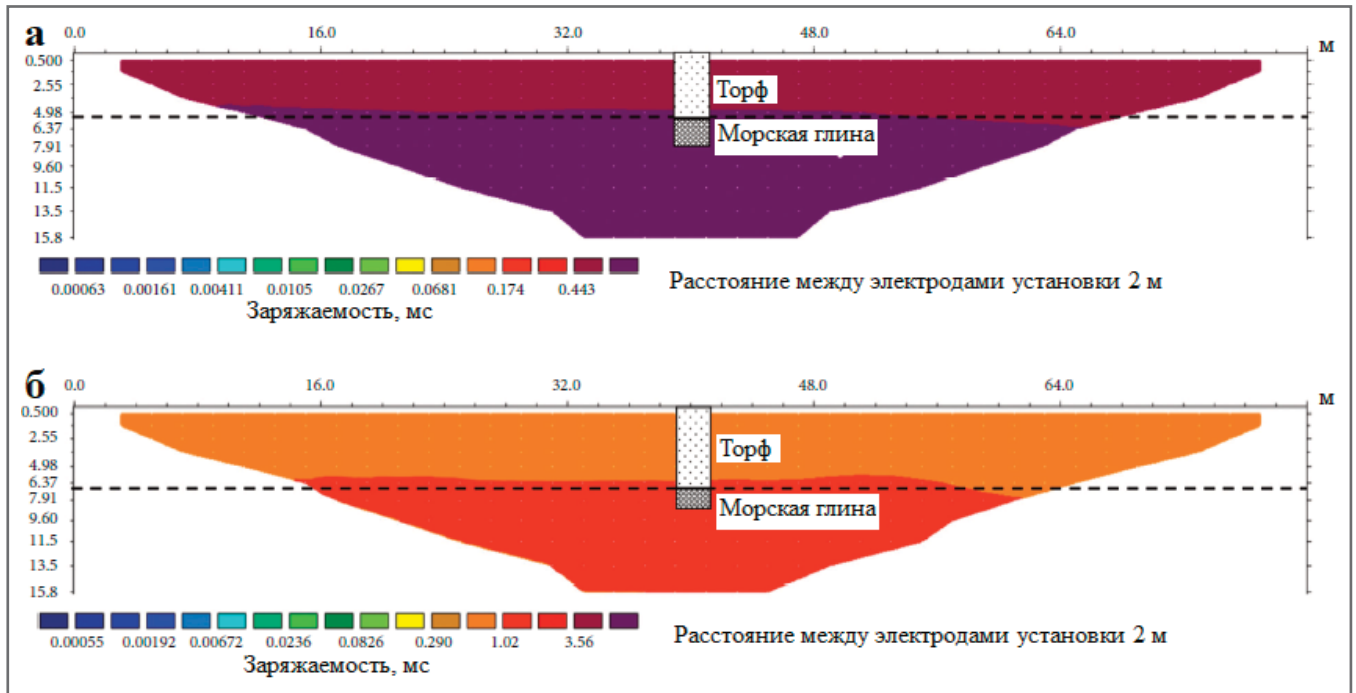 а 0.0 16.0 32.0 48.0 64.0 м
0.500
2.55
4.98
6.37
7.91
9.60
11.5
13.5
15.8
Торф
Морская глина
0.00063 0.00161 0.00411 0.0105 0.0267 0.0681 0.174 0.443
Заряжаемость, мс
Расстояние между электродами установки 2 м
б 0.0 16.0 32.0 48.0 64.0 м
0.500
2.55
4.98
6.37
7.91
9.60
11.5
13.5
15.8
Торф
Морская глина
0.00055 0.00192 0.00672 0.0236 0.0826 0.290 1.02 3.56
Заряжаемость, мс
Расстояние между электродами установки 2 м